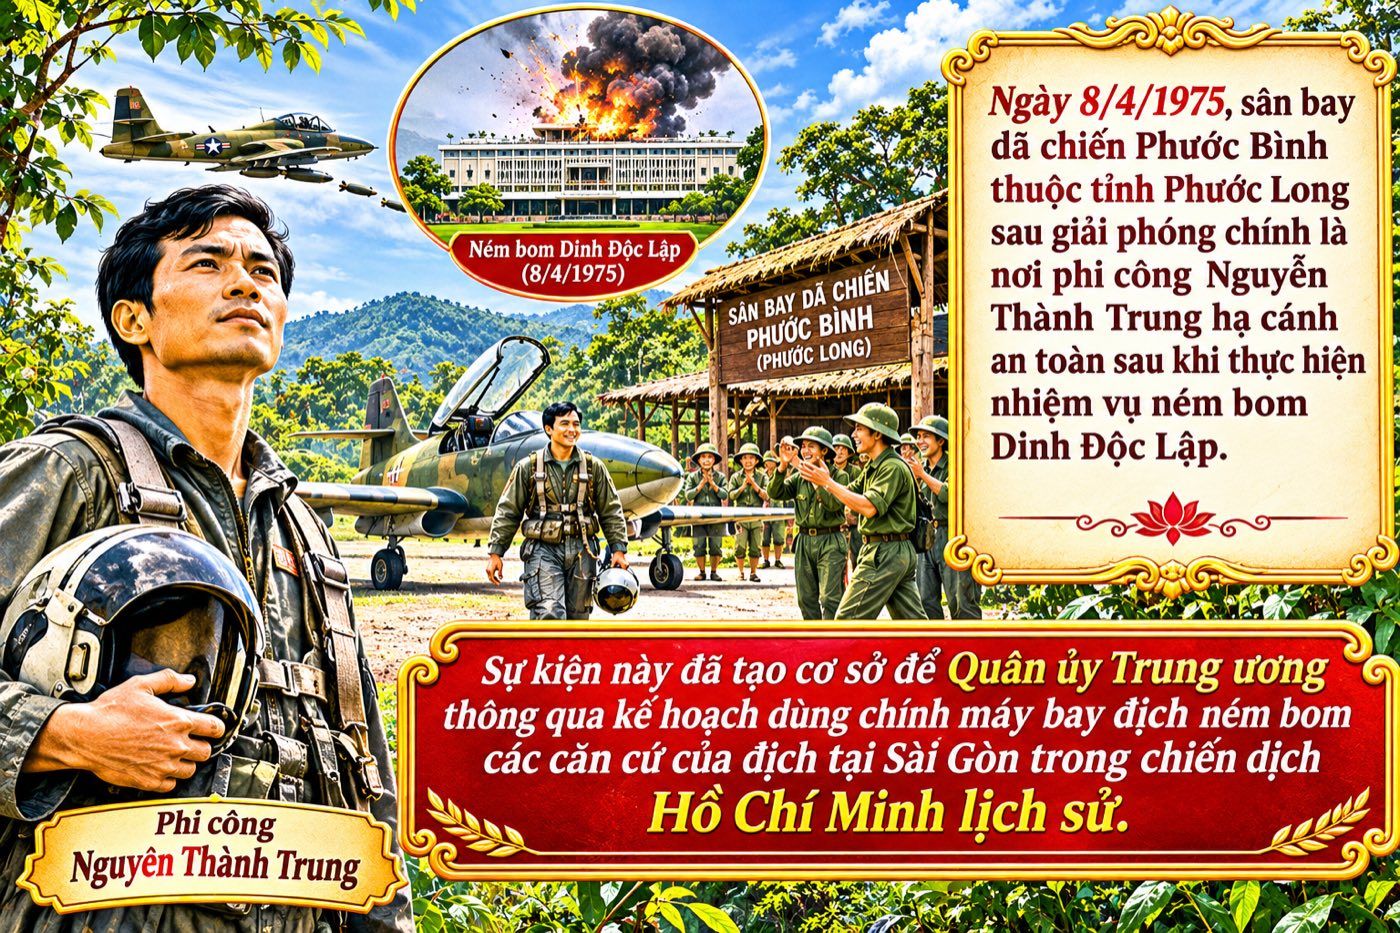 Ném bom Dinh Độc Lập
(8/4/1975)
SÂN BAY DÃ CHIẾN
PHƯỚC BÌNH
(PHƯỚC LONG)
Ngày 8/4/1975, sân bay
dã chiến Phước Bình
thuộc tỉnh Phước Long
sau giải phóng chính là
nơi phi công Nguyễn
Thành Trung hạ cánh
an toàn sau khi thực hiện
nhiệm vụ ném bom
Dinh Độc Lập.
Sự kiện này đã tạo cơ sở để Quân ủy Trung ương
thông qua kế hoạch dùng chính máy bay địch ném bom
các căn cứ của địch tại Sài Gòn trong chiến dịch
Hồ Chí Minh lịch sử.
Phi công
Nguyên Thành Trung